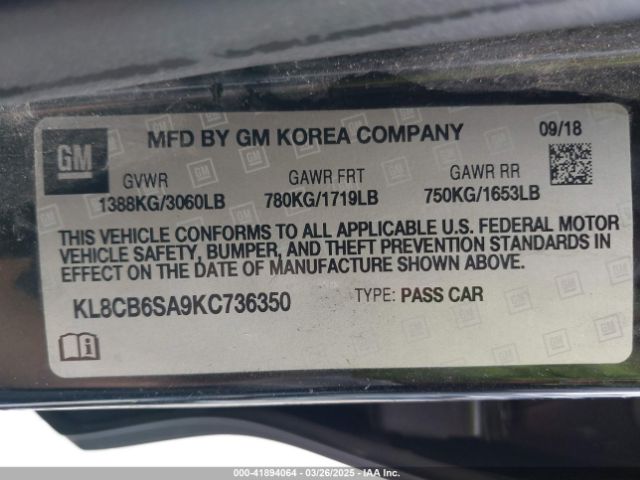 GM
MFD BY GM KOREA COMPANY
09/18
GVWR
GAWR FRT
GAWR RR
1388KG/3060LB
780KG/1719LB
750KG/1653LB
THIS VEHICLE CONFORMS TO ALL APPLICABLE U.S. FEDERAL MOTOR
VEHICLE SAFETY, BUMPER, AND THEFT PREVENTION STANDARDS IN
EFFECT ON THE DATE OF MANUFACTURE SHOWN ABOVE.
KL8CB6SA9KC736350
TYPE: PASS CAR
000-41894064 - 03/26/2025 - IAA Inc.